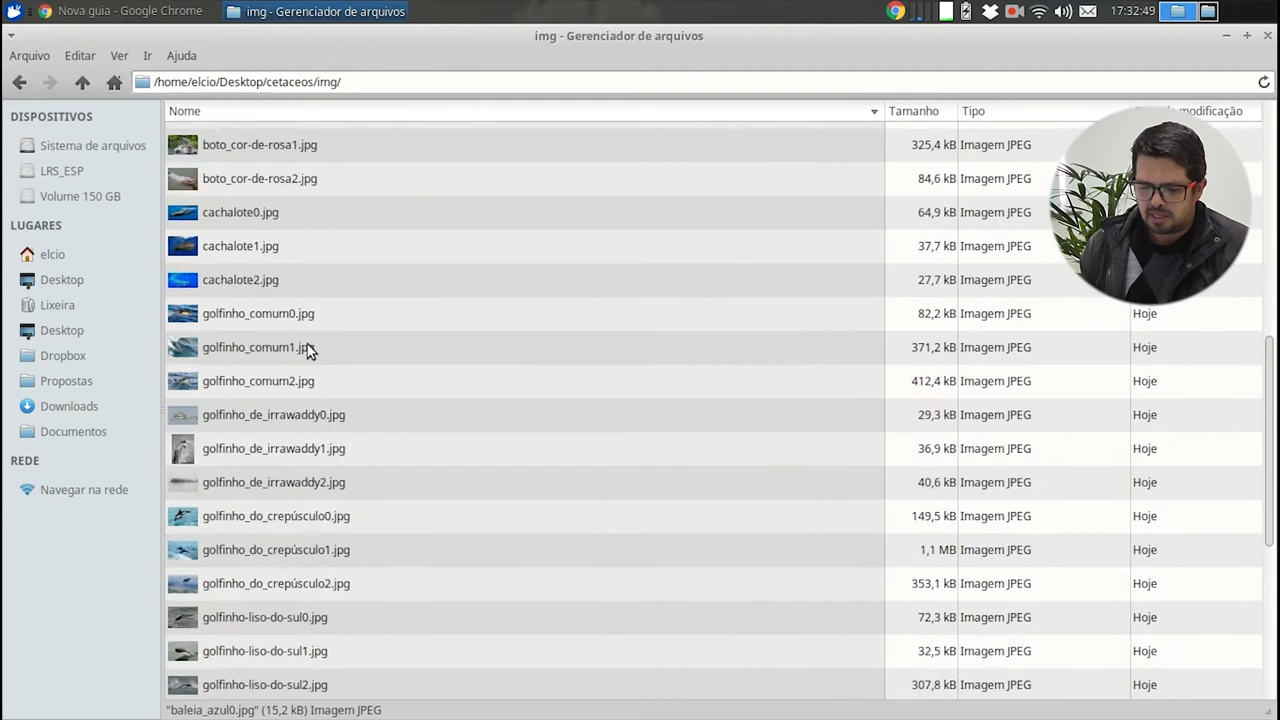 Nova guia - Google Chrome
img - Gerenciador de arquivos
17:32:49
img - Gerenciador de arquivos
Arquivo Editar Ver Ir Ajuda
/home/elcio/Desktop/cetaceos/img/
DISPOSITIVOS
Sistema de arquivos
LRS_ESP
Volume 150 GB
LUGARES
elcio
Desktop
Lixeira
Desktop
Dropbox
Propostas
Downloads
Documentos
REDE
Navegar na rede
Nome Tamanho Tipo modificação
boto_cor-de-rosa1.jpg 325,4 kB Imagem JPEG
boto_cor-de-rosa2.jpg 84,6 kB Imagem JPEG
cachalote0.jpg 64,9 kB Imagem JPEG
cachalote1.jpg 37,7 kB Imagem JPEG
cachalote2.jpg 27,7 kB Imagem JPEG
golfinho_comum0.jpg 82,2 kB Imagem JPEG Hoje
golfinho_comum1.jpg 371,2 kB Imagem JPEG Hoje
golfinho_comum2.jpg 412,4 kB Imagem JPEG Hoje
golfinho_de_irrawaddy0.jpg 29,3 kB Imagem JPEG Hoje
golfinho_de_irrawaddy1.jpg 36,9 kB Imagem JPEG Hoje
golfinho_de_irrawaddy2.jpg 40,6 kB Imagem JPEG Hoje
golfinho_do_crepúsculo0.jpg 149,5 kB Imagem JPEG Hoje
golfinho_do_crepúsculo1.jpg 1,1 MB Imagem JPEG Hoje
golfinho_do_crepúsculo2.jpg 353,1 kB Imagem JPEG Hoje
golfinho-liso-do-sul0.jpg 72,3 kB Imagem JPEG Hoje
golfinho-liso-do-sul1.jpg 32,5 kB Imagem JPEG Hoje
golfinho-liso-do-sul2.jpg 307,8 kB Imagem JPEG Hoje
"baleia_azul0.jpg" (15,2 kB) Imagem JPEG